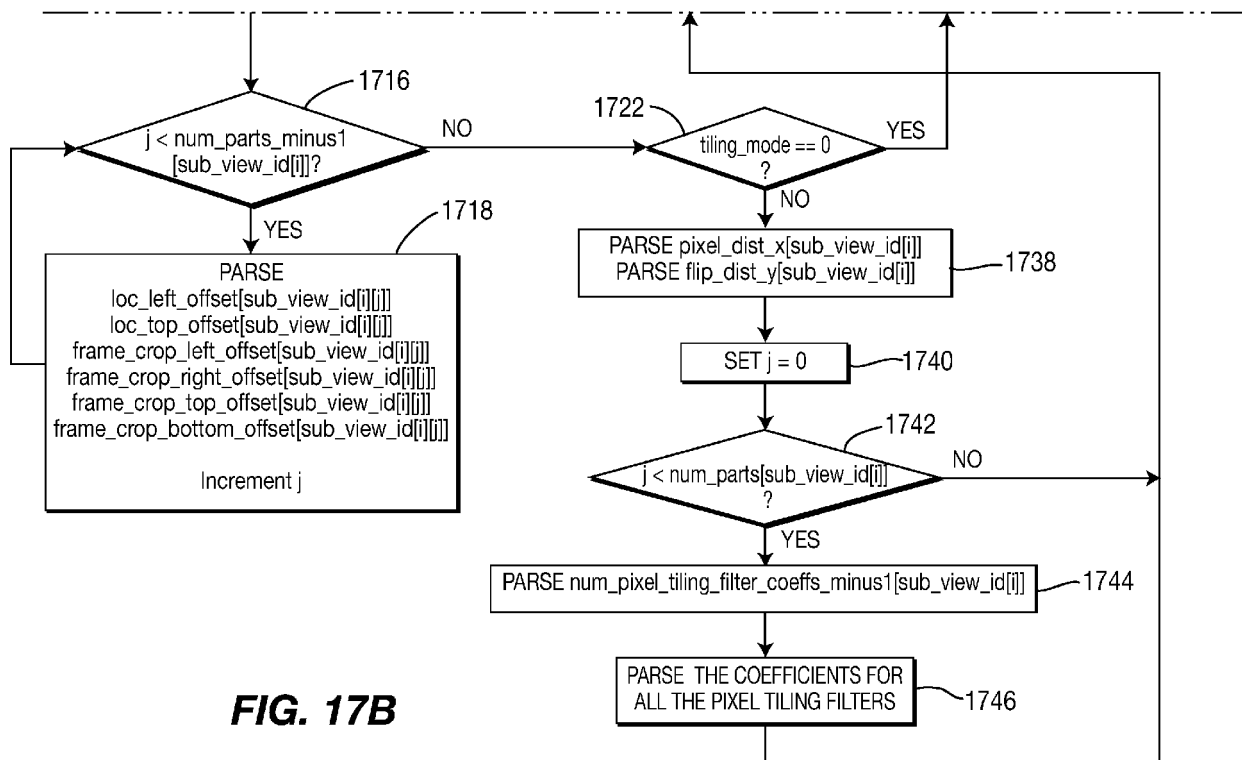 1716
j < num_parts_minus1
[sub_view_id[i]]?
NO
YES
1718
PARSE
loc_left_offset[sub_view_id[i][j]]
loc_top_offset[sub_view_id[i][j]]
frame_crop_left_offset[sub_view_id[i][j]]
frame_crop_right_offset[sub_view_id[i][j]]
frame_crop_top_offset[sub_view_id[i][j]]
frame_crop_bottom_offset[sub_view_id[i][j]]
Increment j
1722
tiling_mode == 0
?
YES
NO
PARSE pixel_dist_x[sub_view_id[i]]
PARSE flip_dist_y[sub_view_id[i]]
1738
SET j = 0
1740
1742
j < num_parts[sub_view_id[i]]
?
NO
YES
PARSE num_pixel_tiling_filter_coeffs_minus1[sub_view_id[i]]
1744
PARSE THE COEFFICIENTS FOR
ALL THE PIXEL TILING FILTERS
1746
FIG. 17B